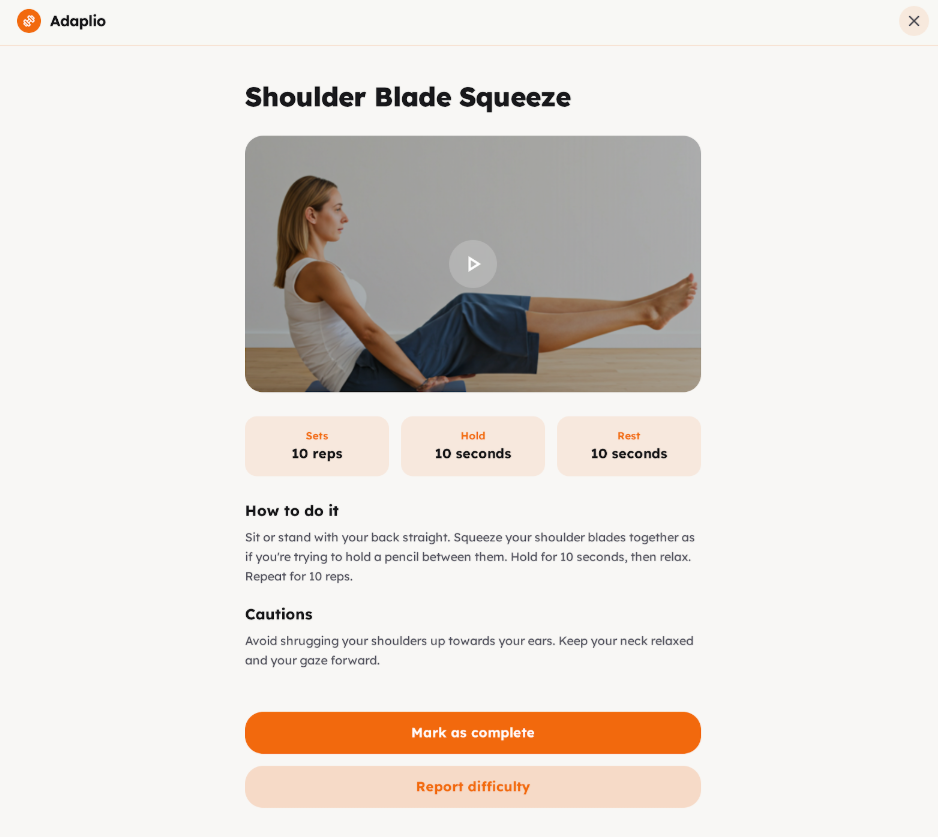 Adaplio
Shoulder Blade Squeeze
Sets
10 reps
Hold
10 seconds
Rest
10 seconds
How to do it
Sit or stand with your back straight. Squeeze your shoulder blades together as
if you're trying to hold a pencil between them. Hold for 10 seconds, then relax.
Repeat for 10 reps.
Cautions
Avoid shrugging your shoulders up towards your ears. Keep your neck relaxed
and your gaze forward.
Mark as complete
Report difficulty